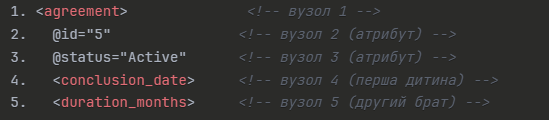 1. <agreement> <!-- вузол 1 -->
2. @id="5" <!-- вузол 2 (атрибут) -->
3. @status="Active" <!-- вузол 3 (атрибут) -->
4. <conclusion_date> <!-- вузол 4 (перша дитина) -->
5. <duration_months> <!-- вузол 5 (другий брат) -->